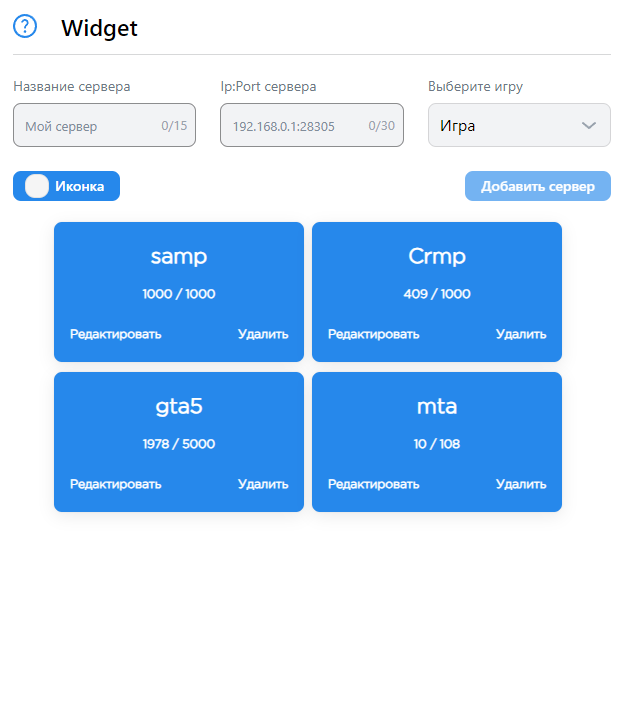 ? Widget
Название сервера Ip:Port сервера Выберите игру
Мой сервер 0/15 192.168.0.1:28305 0/30 Игра
Иконка Добавить сервер
samp Crmp
1000 / 1000 409 / 1000
Редактировать Удалить Редактировать Удалить
gta5 mta
1978 / 5000 10 / 108
Редактировать Удалить Редактировать Удалить